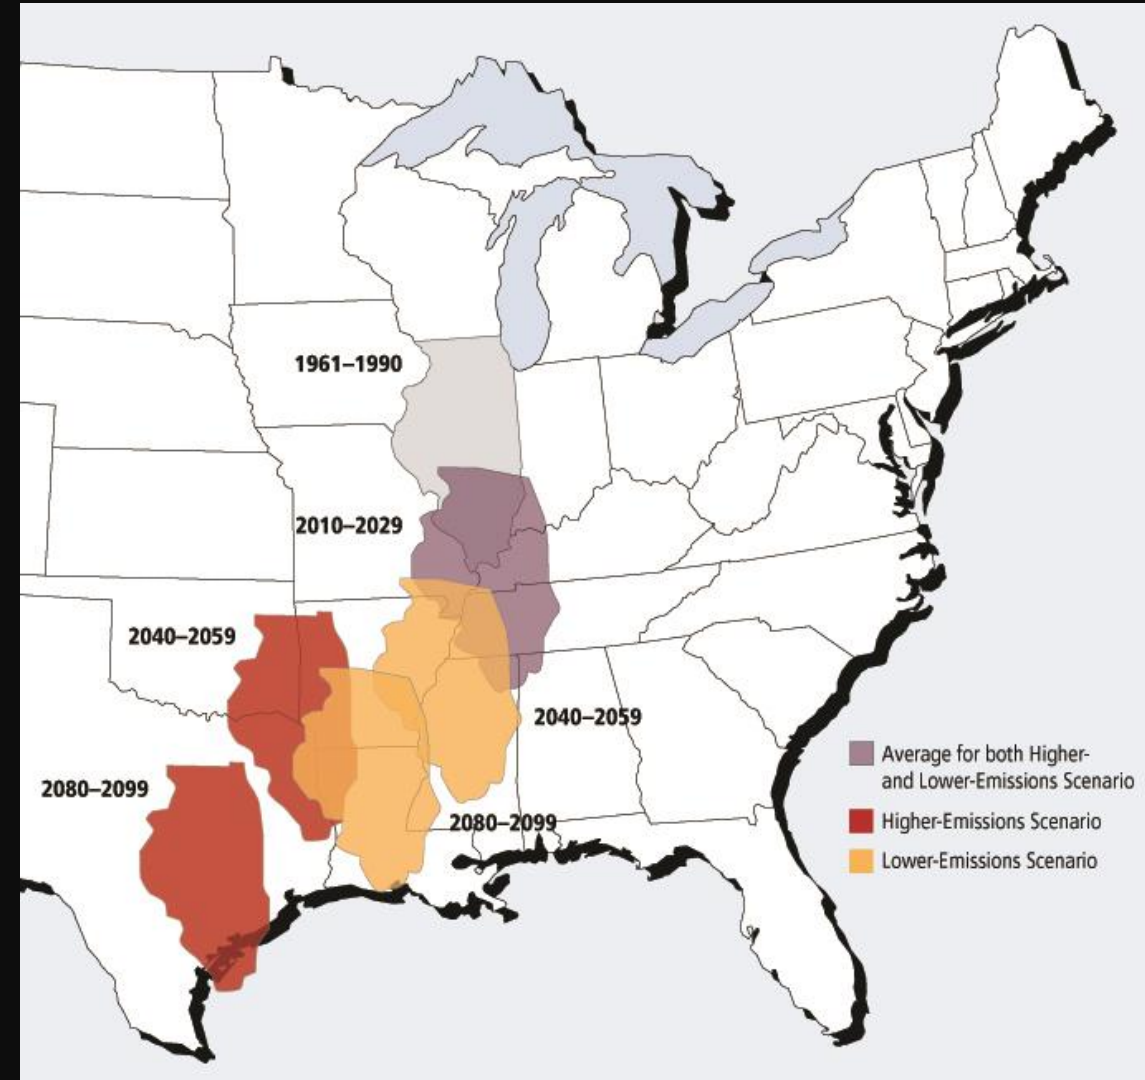 1961–1990
2010–2029
2040–2059
2040–2059
Average for both Higher-
and Lower-Emissions Scenario
2080–2099
2080–2099
Higher-Emissions Scenario
Lower-Emissions Scenario